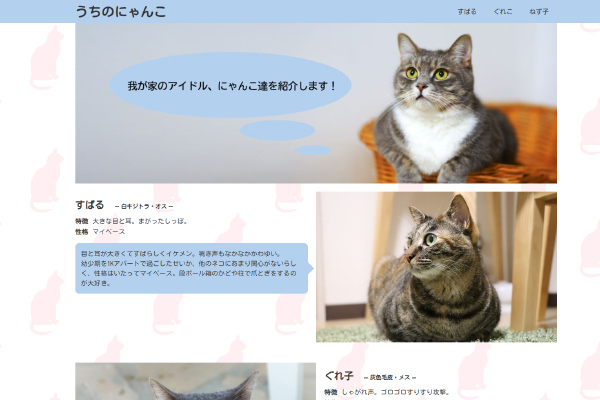 うちのにゃんこ
すばる ぐれこ ねず子
我が家のアイドル、にゃんこ達を紹介します！
すばる – 白キジトラ・オス –
特徴 大きな目と耳。まがったしっぽ。
性格 マイペース
目と耳が大きくてすばらしくイケメン。鳴き声もなかなかかわいい。
幼少期を1Kアパートで過ごしたせいか、他のネコにあまり関心がないらし
く、性格はいたってマイペース。段ボール箱のかどや柱で爪とぎをするの
が大好き。
ぐれ子 – 灰色毛皮・メス –
特徴 しゃがれ声。ゴロゴロすりすり攻撃。